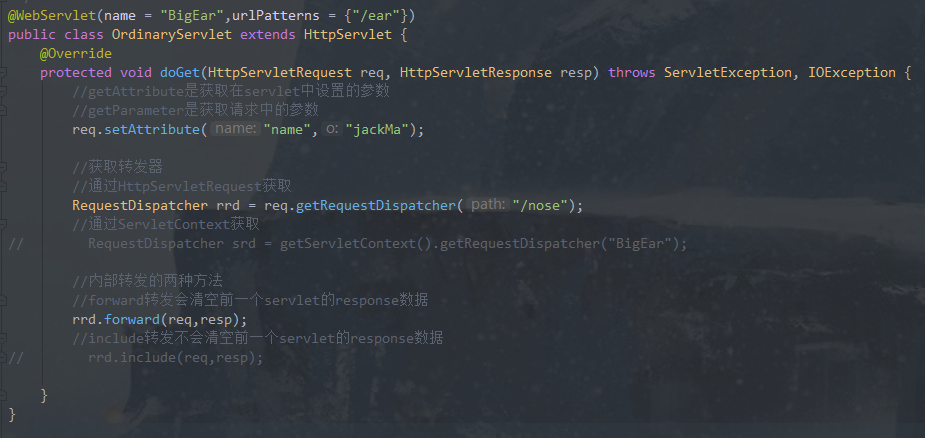 @WebServlet(name = "BigEar",urlPatterns = {"/ear"})
public class OrdinaryServlet extends HttpServlet {
    @Override
    protected void doGet(HttpServletRequest req, HttpServletResponse resp) throws ServletException, IOException {
        //getAttribute是获取在servlet中设置的参数
        //getParameter是获取请求中的参数
        req.setAttribute( name: "name", o: "jackMa");
        //获取转发器
        //通过HttpServletRequest获取
        RequestDispatcher rrd = req.getRequestDispatcher( path: "/nose");
        //通过ServletContext获取
//        RequestDispatcher srd = getServletContext().getRequestDispatcher("BigEar");
        //内部转发的两种方法
        //forward转发会清空前一个servlet的response数据
        rrd.forward(req,resp);
        //include转发不会清空前一个servlet的response数据
//        rrd.include(req,resp);
    }
}